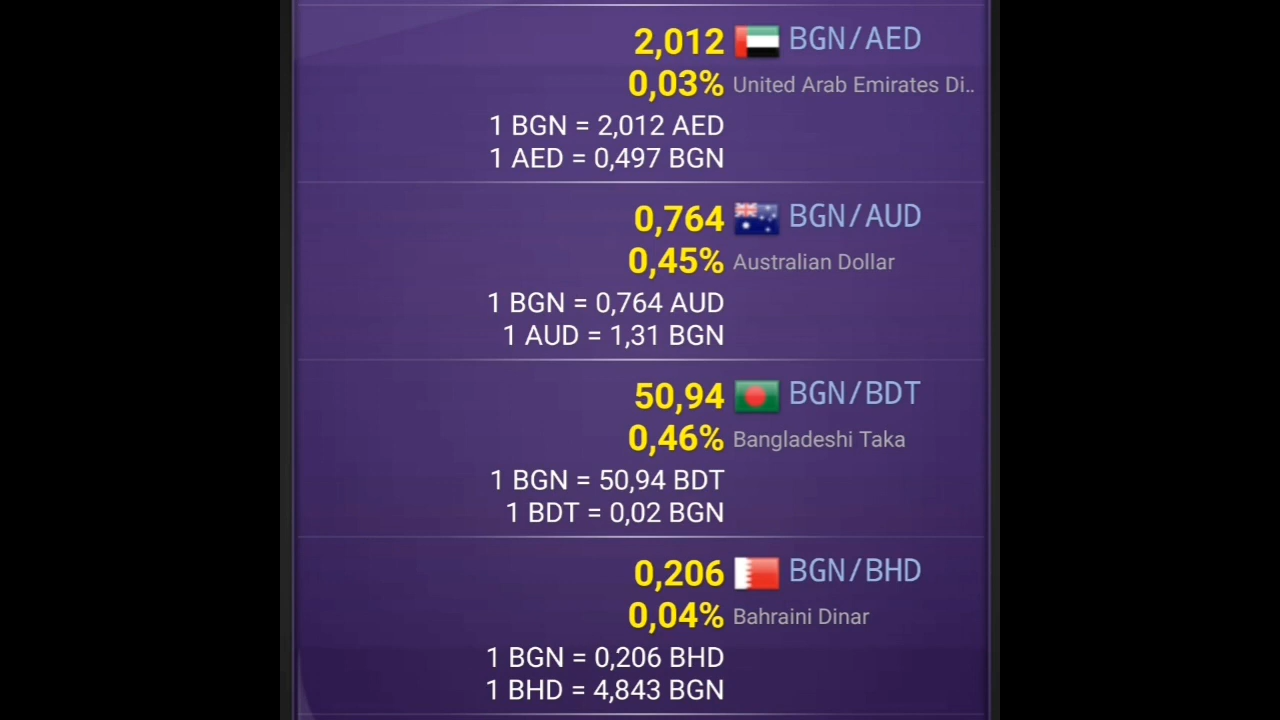 2,012 BGN/AED
0,03% United Arab Emirates Di..
1 BGN = 2,012 AED
1 AED = 0,497 BGN
0,764 BGN/AUD
0,45% Australian Dollar
1 BGN = 0,764 AUD
1 AUD = 1,31 BGN
50,94 BGN/BDT
0,46% Bangladeshi Taka
1 BGN = 50,94 BDT
1 BDT = 0,02 BGN
0,206 BGN/BHD
0,04% Bahraini Dinar
1 BGN = 0,206 BHD
1 BHD = 4,843 BGN